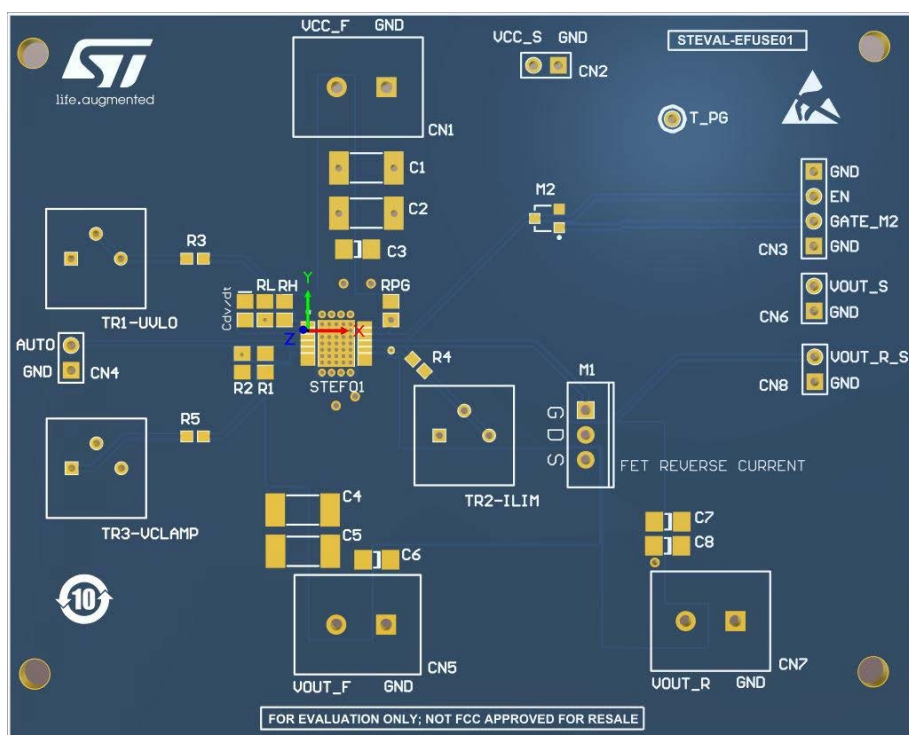 VCC_F GND
VCC_S GND
STEVAL-EFUSE01
ST
life.augmented
CN2
CN1
T_PG
C1
GND
M2
EN
C2
GATE_M2
R3
C3
CN3 GND
Y
RL RH
RPG
VOUT_S
Cdv/dt
TR1-UVLO
CN6 GND
Z
X
AUTO
VOUT_R_S
GND CN4
R4
M1
R2 R1
STEF01
CN8 GND
G
D
S
R5
FET REVERSE CURRENT
TR2-ILIM
C4
TR3-VCLAMP
C5
C7
C6
C8
10
CN5
CN7
VOUT_F GND
VOUT_R GND
FOR EVALUATION ONLY; NOT FCC APPROVED FOR RESALE